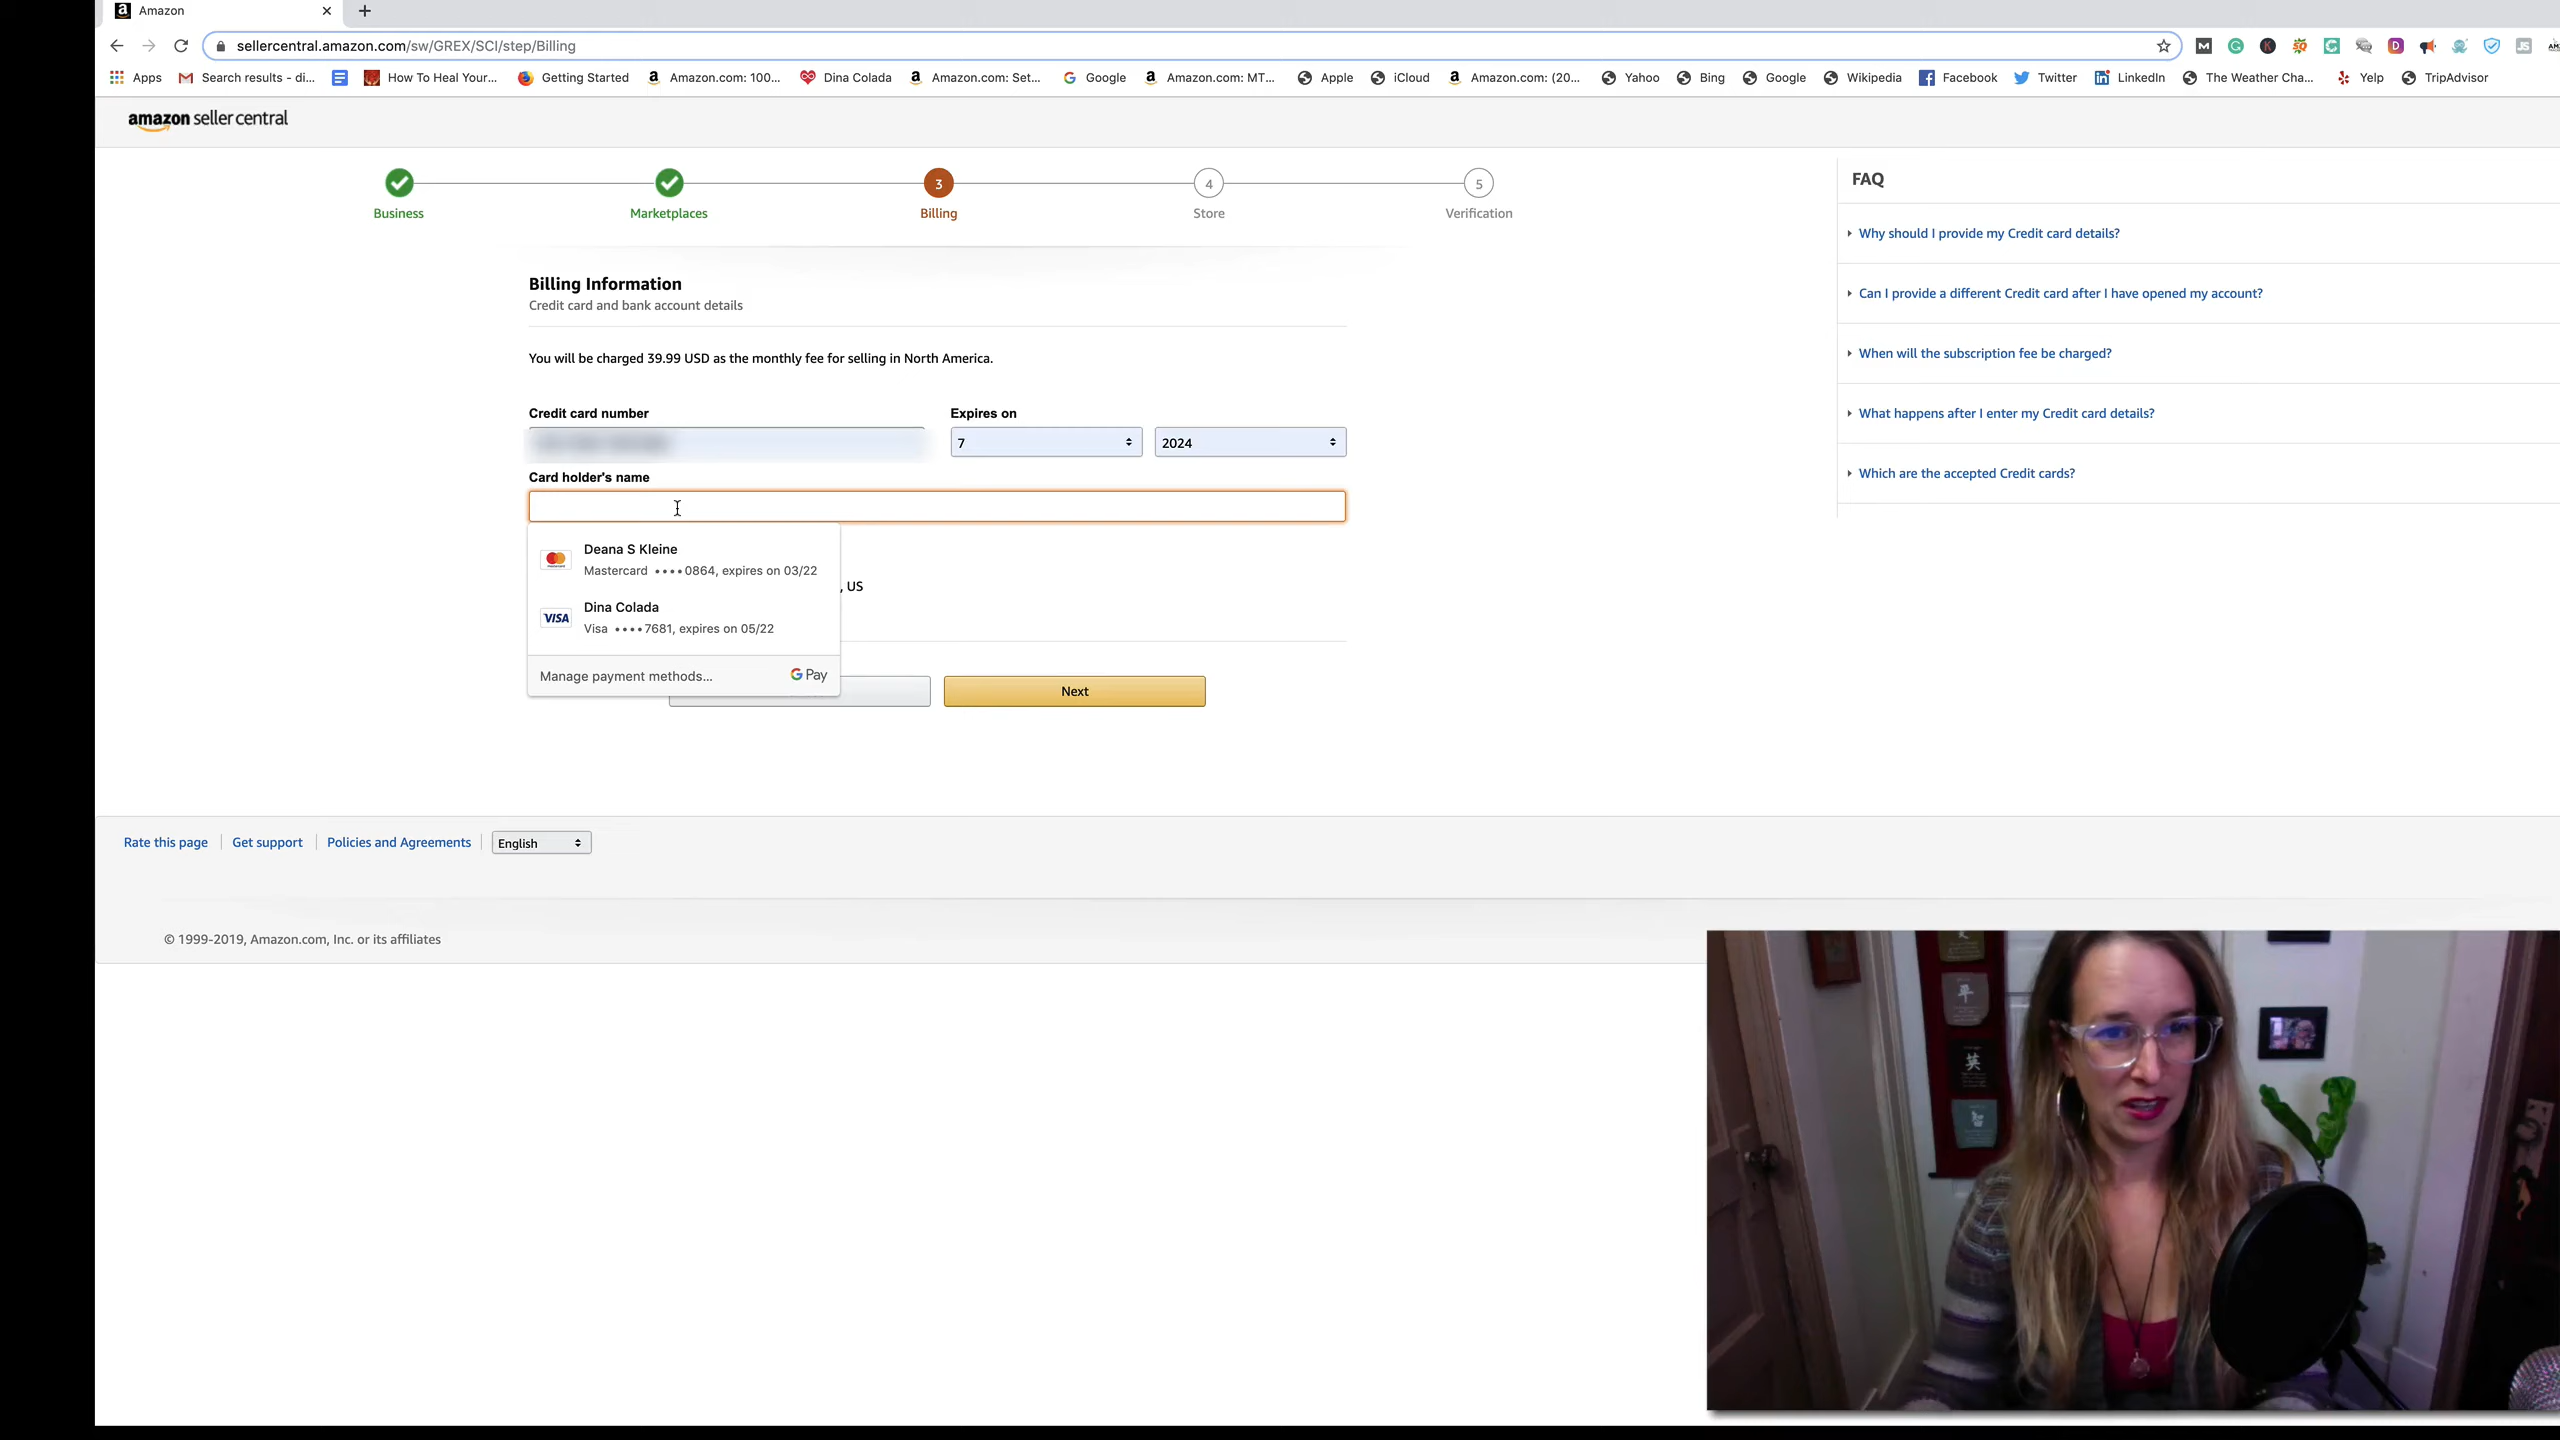 Amazon
sellercentral.amazon.com/sw/GREX/SCI/step/Billing
Apps Search results - di... How To Heal Your... Getting Started Amazon.com: 100... Dina Colada Amazon.com: Set... Google Amazon.com: MT... Apple iCloud Amazon.com: (20... Yahoo Bing Google Wikipedia Facebook Twitter LinkedIn The Weather Cha... Yelp TripAdvisor
amazon seller central
3 4 5
Business Marketplaces Billing Store Verification
Billing Information
Credit card and bank account details
You will be charged 39.99 USD as the monthly fee for selling in North America.
Credit card number Expires on
7 2024
Card holder's name
Deana S Kleine
Mastercard ••••0864, expires on 03/22
, US
Dina Colada
VISA
Visa ••••7681, expires on 05/22
Manage payment methods... G Pay
Next
FAQ
Why should I provide my Credit card details?
Can I provide a different Credit card after I have opened my account?
When will the subscription fee be charged?
What happens after I enter my Credit card details?
Which are the accepted Credit cards?
Rate this page Get support Policies and Agreements English
© 1999-2019, Amazon.com, Inc. or its affiliates
平
英